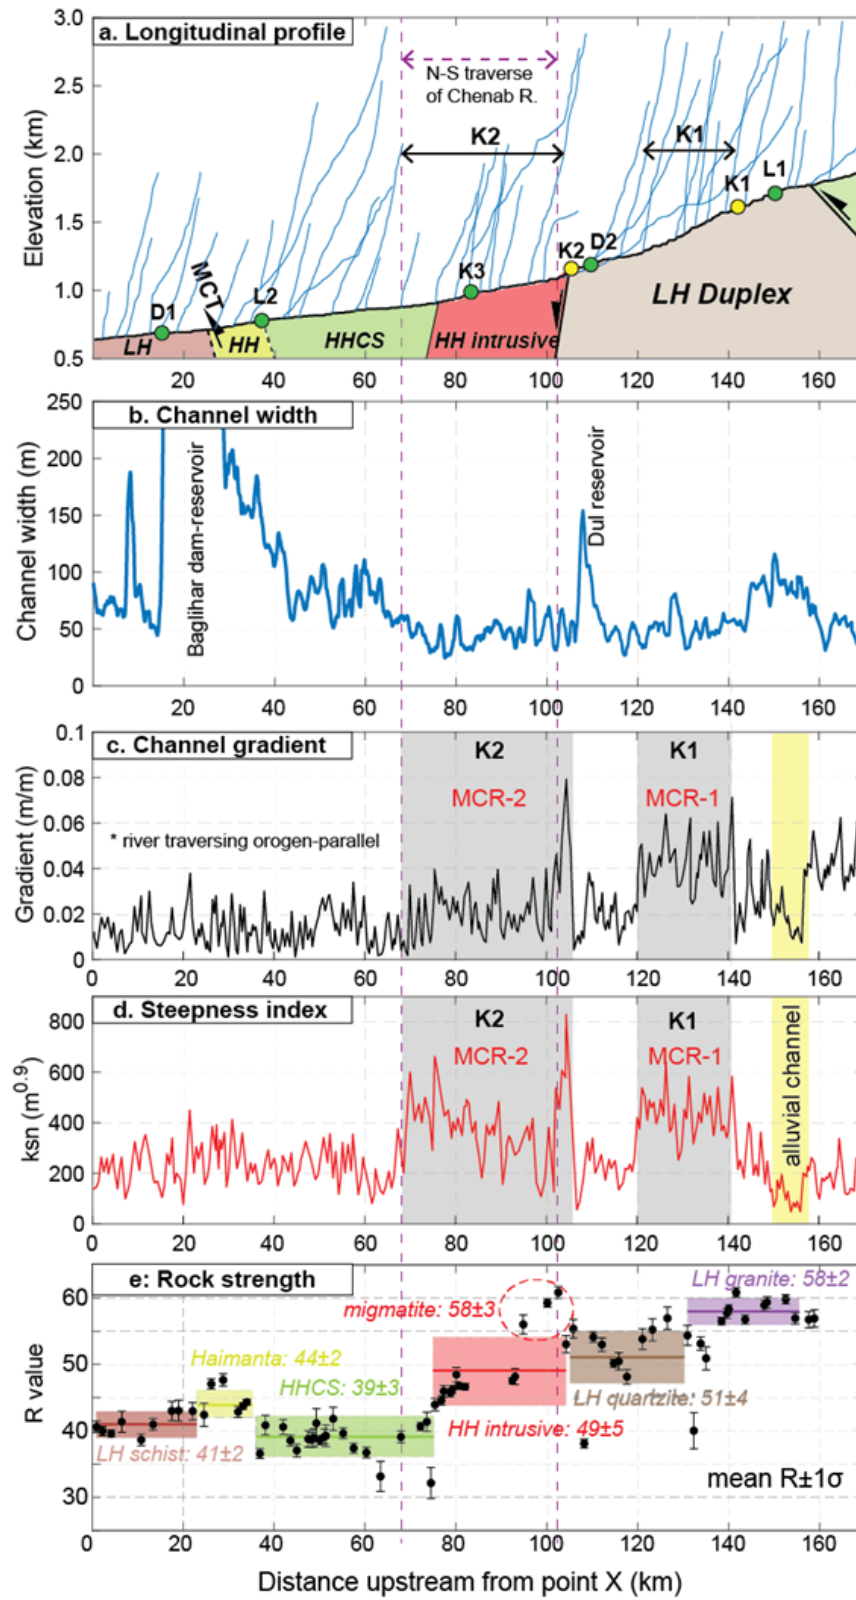 a. Longitudinal profile
3.0
2.5
2.0
1.5
1.0
0.5
Elevation (km)
N-S traverse
of Chenab R.
K2
K1
K1
L1
K2
D2
K3
L2
D1
MCT
LH
HH
HHCS
HH intrusive
LH Duplex
20 40 60 80 100 120 140 160
b. Channel width
250
200
150
100
50
0
Channel width (m)
Baglihar dam-reservoir
Dul reservoir
20 40 60 80 100 120 140 160
c. Channel gradient
0.1
0.08
0.06
0.04
0.02
0
Gradient (m/m)
K2
MCR-2
K1
MCR-1
* river traversing orogen-parallel
0 20 40 60 80 100 120 140 160
d. Steepness index
800
600
400
200
0
ksn (m^0.9)
K2
MCR-2
K1
MCR-1
alluvial channel
0 20 40 60 80 100 120 140 160
e: Rock strength
60
50
40
30
R value
LH granite: 58±2
migmatite: 58±3
Haimanta: 44±2
HHCS: 39±3
LH quartzite: 51±4
HH intrusive: 49±5
LH schist: 41±2
mean R±1σ
0 20 40 60 80 100 120 140 160
Distance upstream from point X (km)